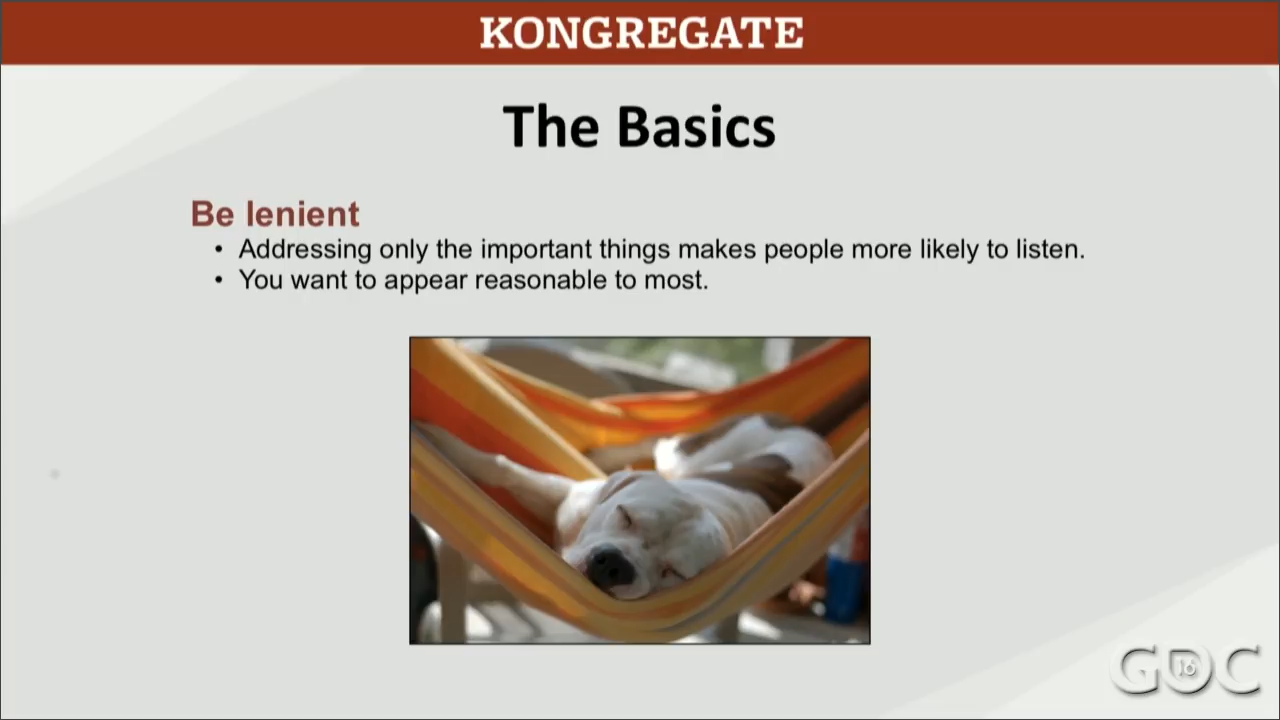 KONGREGATE
The Basics
Be lenient
• Addressing only the important things makes people more likely to listen.
• You want to appear reasonable to most.
GDC
16